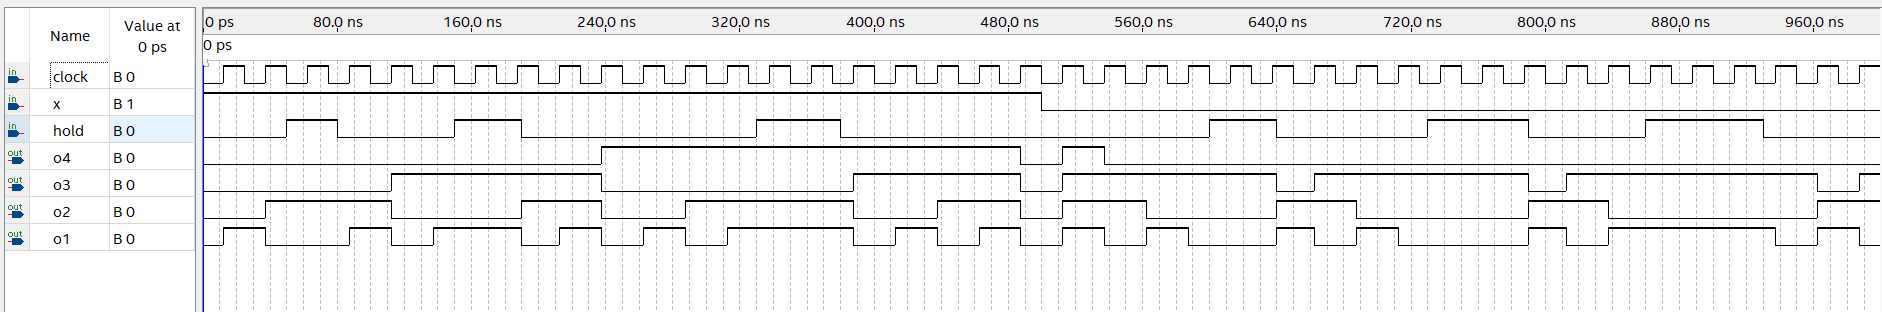 Name Value at 0 ps
0 ps 80.0 ns 160.0 ns 240.0 ns 320.0 ns 400.0 ns 480.0 ns 560.0 ns 640.0 ns 720.0 ns 800.0 ns 880.0 ns 960.0 ns
0 ps
in clock B 0
in x B 1
in hold B 0
out o4 B 0
out o3 B 0
out o2 B 0
out o1 B 0